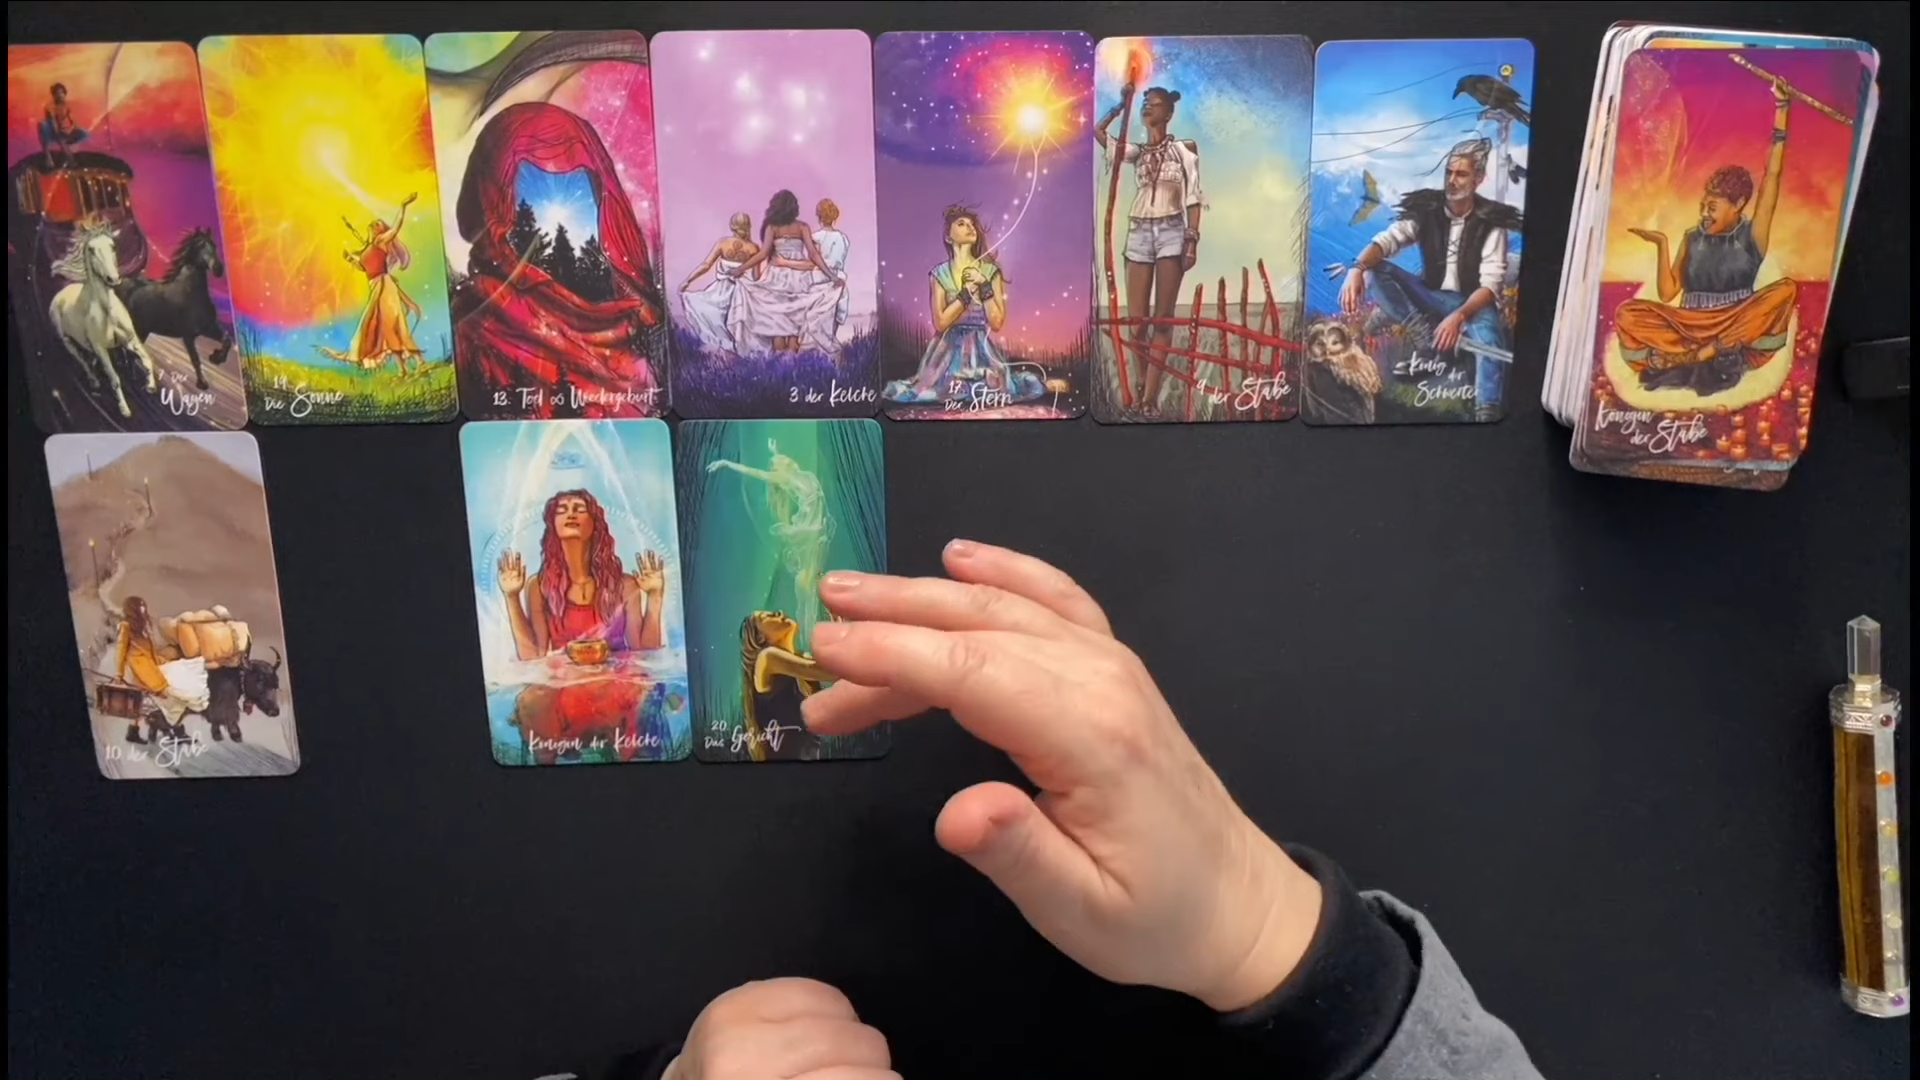 7. Der
Wagen
19.
Die Sonne
13. Tod ∞ Wiedergeburt
3 der Kelche
17.
Der Stern
9 der Stäbe
König
der
Schwerter
Königin
der Stäbe
10 der Stäbe
Königin der Kelche
20.
Das Gericht